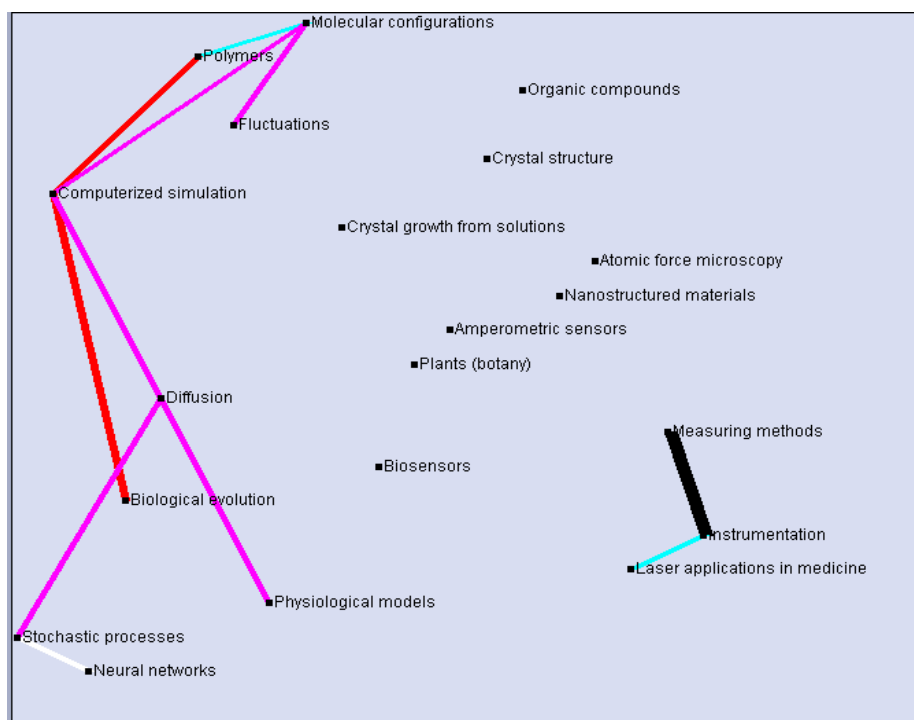 Molecular configurations
Polymers
Organic compounds
Fluctuations
Crystal structure
Computerized simulation
Crystal growth from solutions
Atomic force microscopy
Nanostructured materials
Amperometric sensors
Plants (botany)
Diffusion
Measuring methods
Biosensors
Biological evolution
Instrumentation
Laser applications in medicine
Physiological models
Stochastic processes
Neural networks